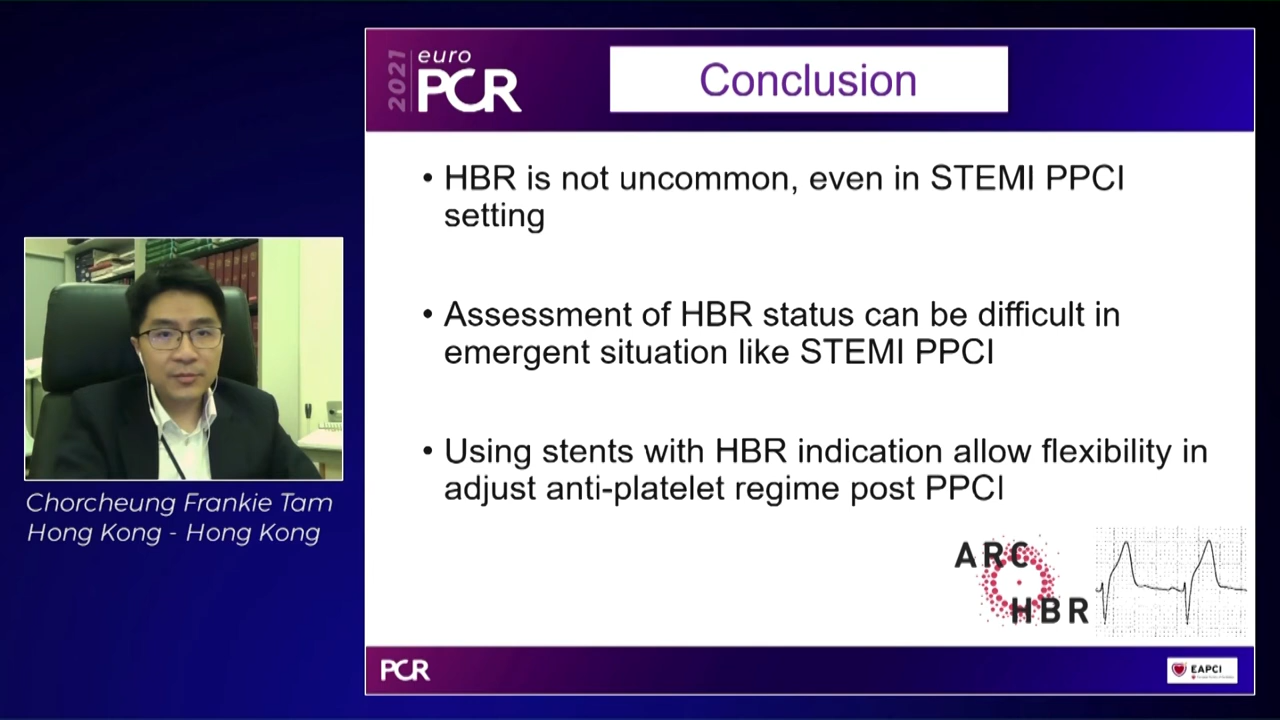 2021
euro
PCR
Conclusion
• HBR is not uncommon, even in STEMI PPCI
setting
• Assessment of HBR status can be difficult in
emergent situation like STEMI PPCI
• Using stents with HBR indication allow flexibility in
adjust anti-platelet regime post PPCI
ARC
HBR
Chorcheung Frankie Tam
Hong Kong - Hong Kong
PCR
EAPCI